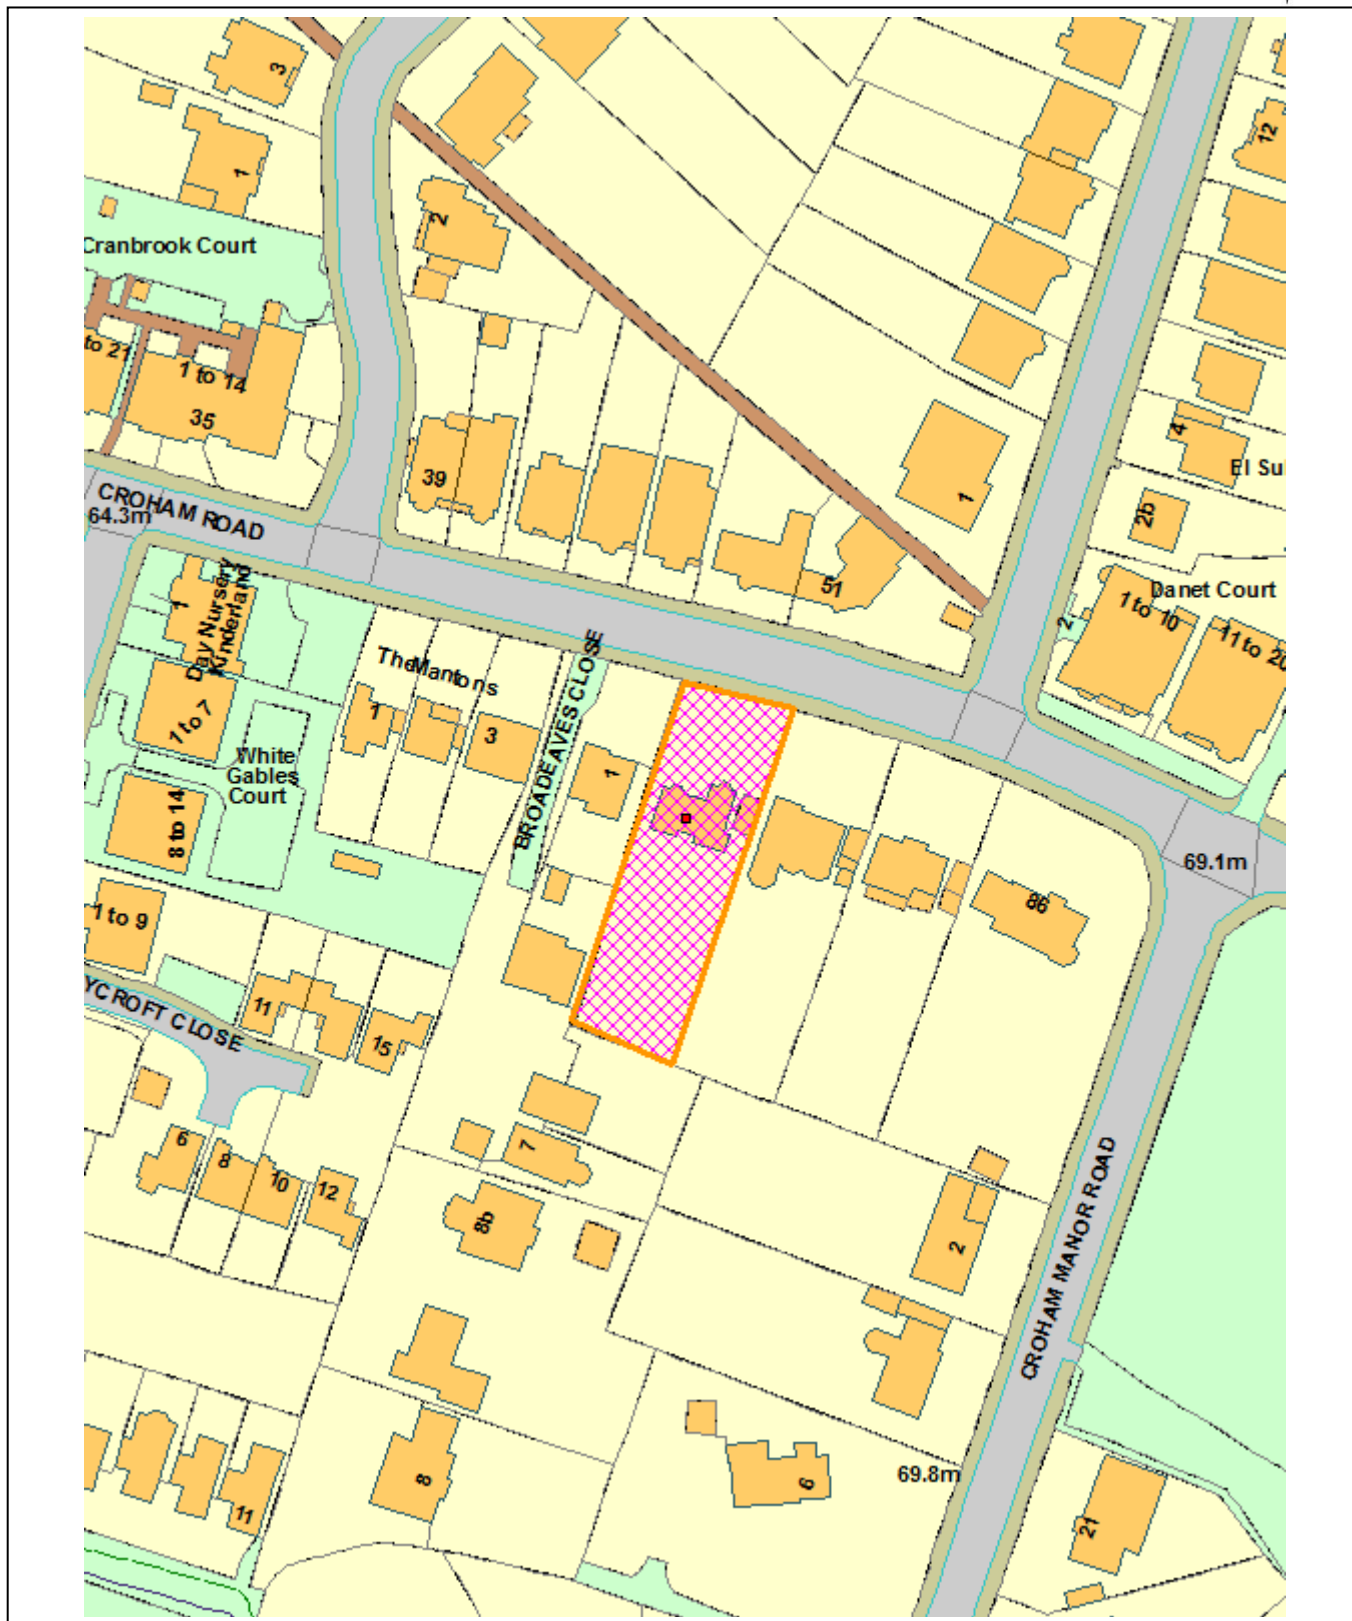 3
12
1
2
Cranbrook Court
to 21
1 to 14
35
4
El Su
39
1
CROHAM ROAD
64.3m
2b
51
Danet Court
1 to 10
2
11 to 20
1
Day Nursery
Kinderland
The Mantons
BROADEAVES CLOSE
1
3
1 to 7
White
Gables
Court
1
8 to 14
69.1m
86
1 to 9
YCROFT CLOSE
11
15
6
8
10
12
7
8b
2
CROHAM MANOR ROAD
8
6
69.8m
11
21